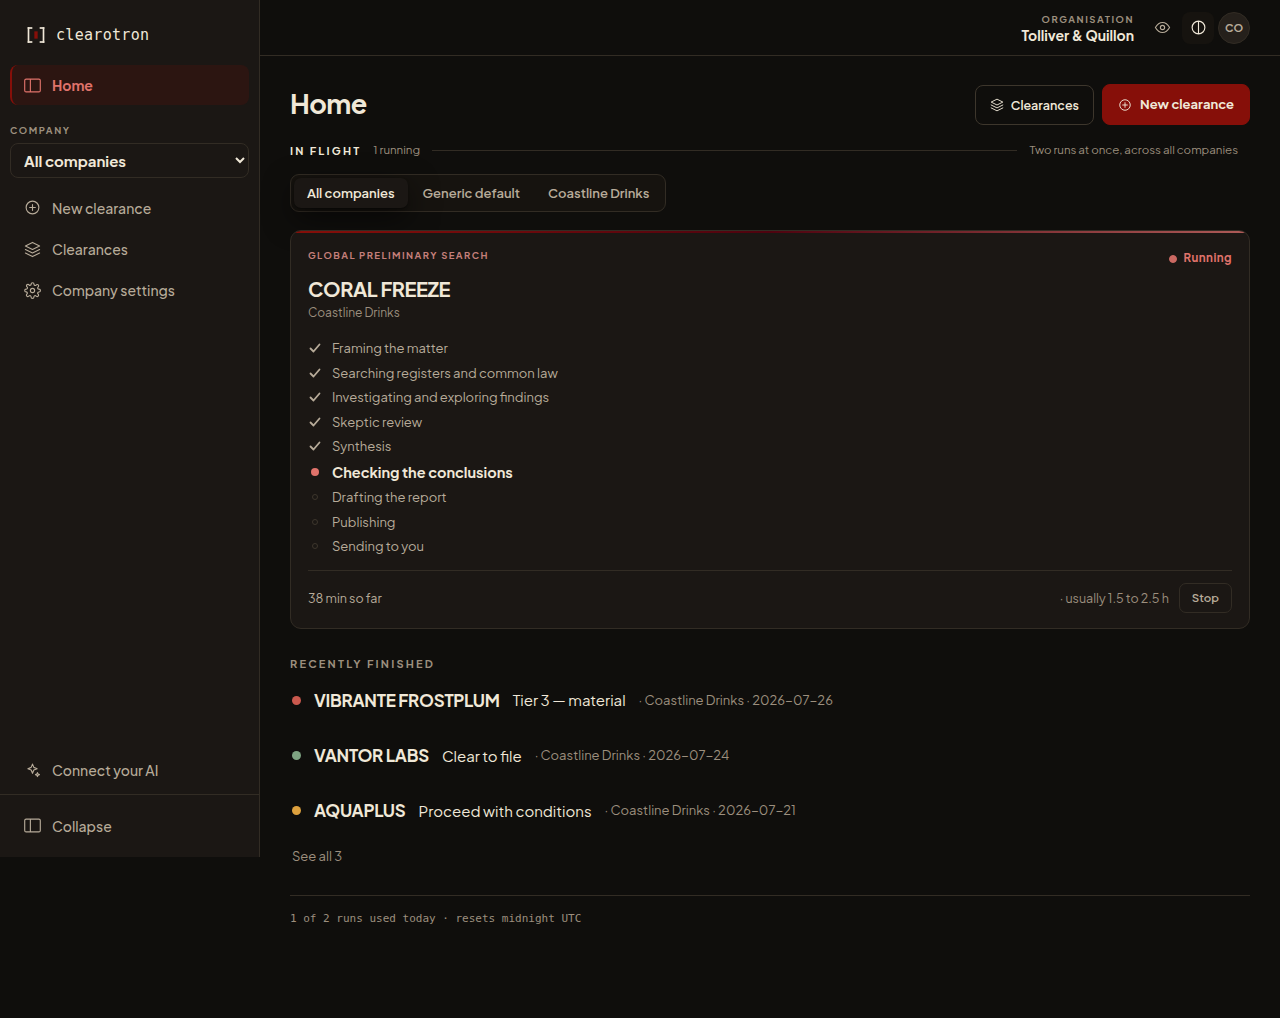 clearotron
Home
COMPANY
All companies
New clearance
Clearances
Company settings
Connect your AI
Collapse
ORGANISATION
Tolliver & Quillon
CO
Home
Clearances
New clearance
IN FLIGHT 1 running
Two runs at once, across all companies
All companies Generic default Coastline Drinks
GLOBAL PRELIMINARY SEARCH
Running
CORAL FREEZE
Coastline Drinks
Framing the matter
Searching registers and common law
Investigating and exploring findings
Skeptic review
Synthesis
Checking the conclusions
Drafting the report
Publishing
Sending to you
38 min so far
· usually 1.5 to 2.5 h
Stop
RECENTLY FINISHED
VIBRANTE FROSTPLUM Tier 3 — material · Coastline Drinks · 2026-07-26
VANTOR LABS Clear to file · Coastline Drinks · 2026-07-24
AQUAPLUS Proceed with conditions · Coastline Drinks · 2026-07-21
See all 3
1 of 2 runs used today · resets midnight UTC